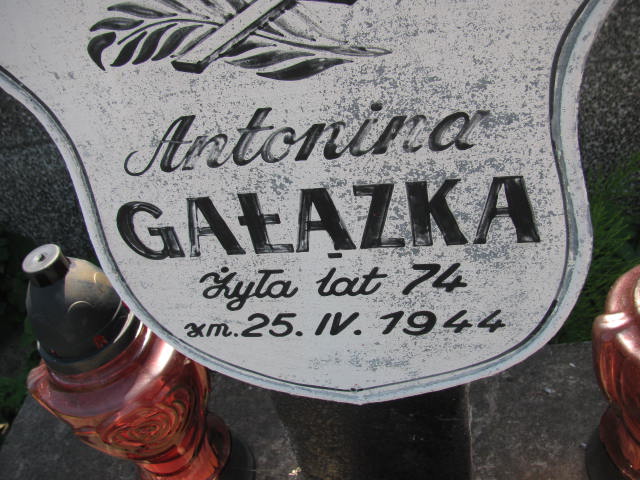 Antonina
GAŁĄZKA
Żyła lat 74
zm. 25. IV. 1944